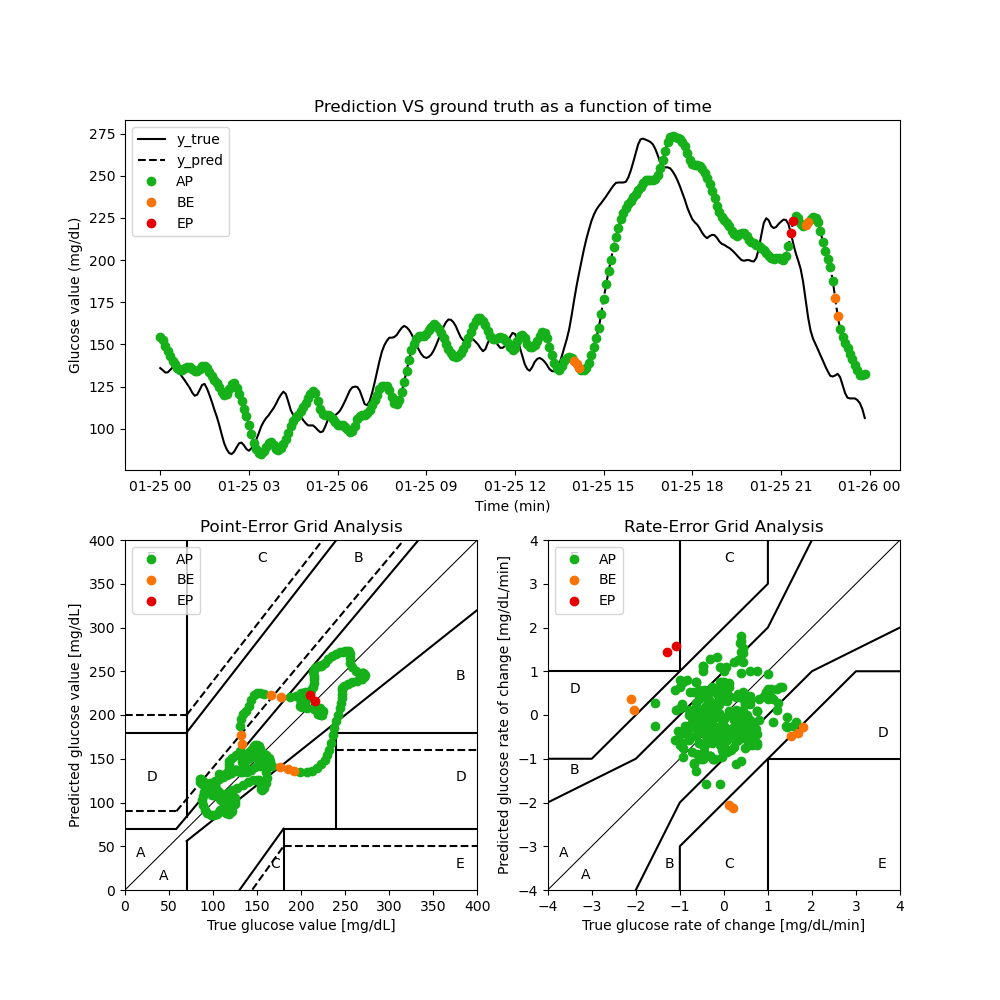 Prediction VS ground truth as a function of time
Glucose value (mg/dL)
275
250
225
200
175
150
125
100
y_true
y_pred
AP
BE
EP
01-25 00 01-25 03 01-25 06 01-25 09 01-25 12 01-25 15 01-25 18 01-25 21 01-26 00
Time (min)
Point-Error Grid Analysis
Predicted glucose value [mg/dL]
400
350
300
250
200
150
100
50
0
AP
BE
EP
C
B
B
D
D
A
A
C
E
0 50 100 150 200 250 300 350 400
True glucose value [mg/dL]
Rate-Error Grid Analysis
Predicted glucose rate of change [mg/dL/min]
4
3
2
1
0
−1
−2
−3
−4
AP
BE
EP
C
D
D
B
A
A
B
C
E
−4 −3 −2 −1 0 1 2 3 4
True glucose rate of change [mg/dL/min]